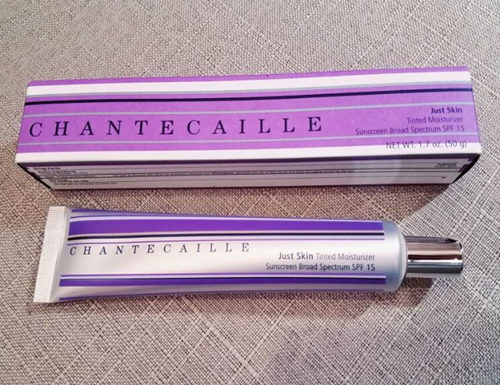 Just Skin
Tinted Moisturizer
Sunscreen Broad Spectrum SPF 15
CHANTECAILLE
NET WT. 1.7 oz. (50 g)
CHANTECAILLE
Just Skin Tinted Moisturizer
Sunscreen Broad Spectrum SPF 15